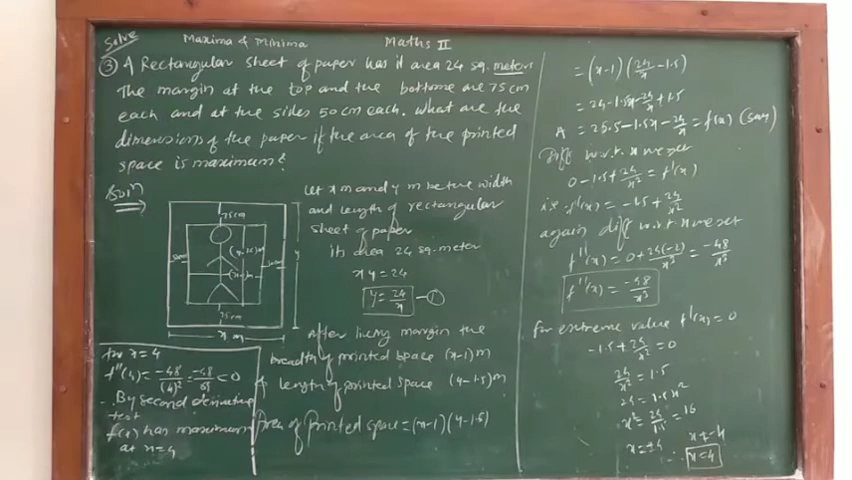 Solve
Maxima & Minima Maths II
③ A Rectangular sheet of paper has it area 24 sq. meter
The margin at the top and the bottome are 75cm
each and at the sides 50cm each. What are the
dimensions of the paper if the area of the printed
space is maximum?
Solⁿ
75cm
75cm
x m
y
Let x m and y m be the width
and length of rectangular
sheet of paper
its area 24 sq. meter
xy = 24
y = 24/x —①
After living margin the
breadth of printed space (x-1)m
& length of printed space (y-1.5)m
Area of printed space = (x-1)(y-1.5)
= (x-1)(24/x -1.5)
= 24-1.5x-24/x+1.5
A = 25.5-1.5x-24/x = f(x) (say)
Diff w.r.t. x we get
0-1.5+24/x² = f'(x)
i.e. f'(x) = -1.5+24/x²
again diff w.r.t x we get
f''(x) = 0+24(-2)/x³ = -48/x³
f''(x) = -48/x³
for extreme value f'(x) = 0
-1.5+24/x² = 0
24/x² = 1.5
24 = 1.5x²
x² = 24/1.5 = 16
x = ±4 x≠-4
∴ x=4
for x=4
f''(4) = -48/(4)³ = -48/64 < 0
∴ By second derivative
test
f(x) has maximum
at x=4